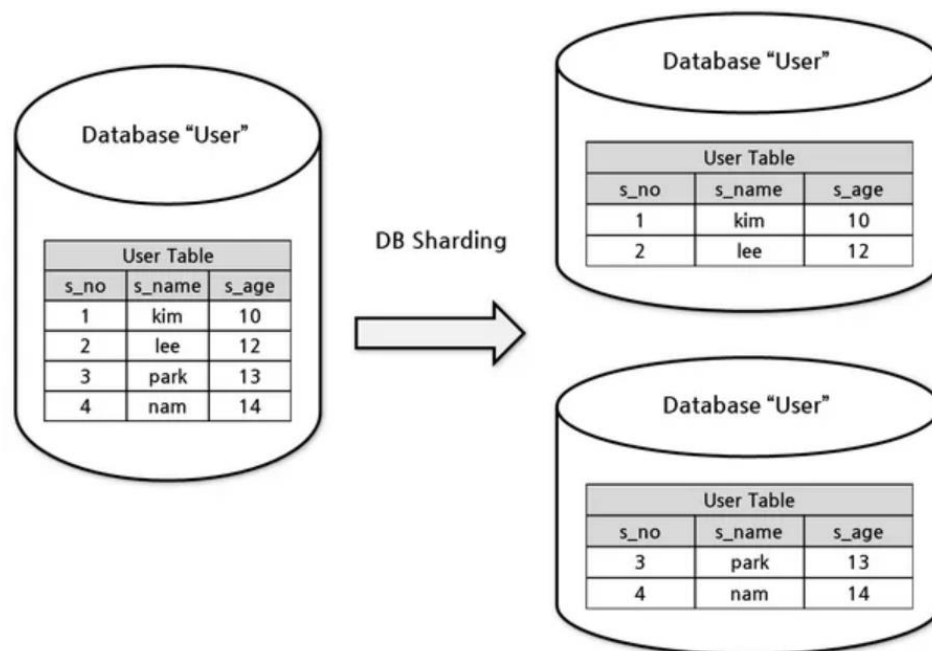 Database “User”
User Table
s_no s_name s_age
1 kim 10
2 lee 12
3 park 13
4 nam 14
DB Sharding
Database “User”
User Table
s_no s_name s_age
1 kim 10
2 lee 12
Database “User”
User Table
s_no s_name s_age
3 park 13
4 nam 14